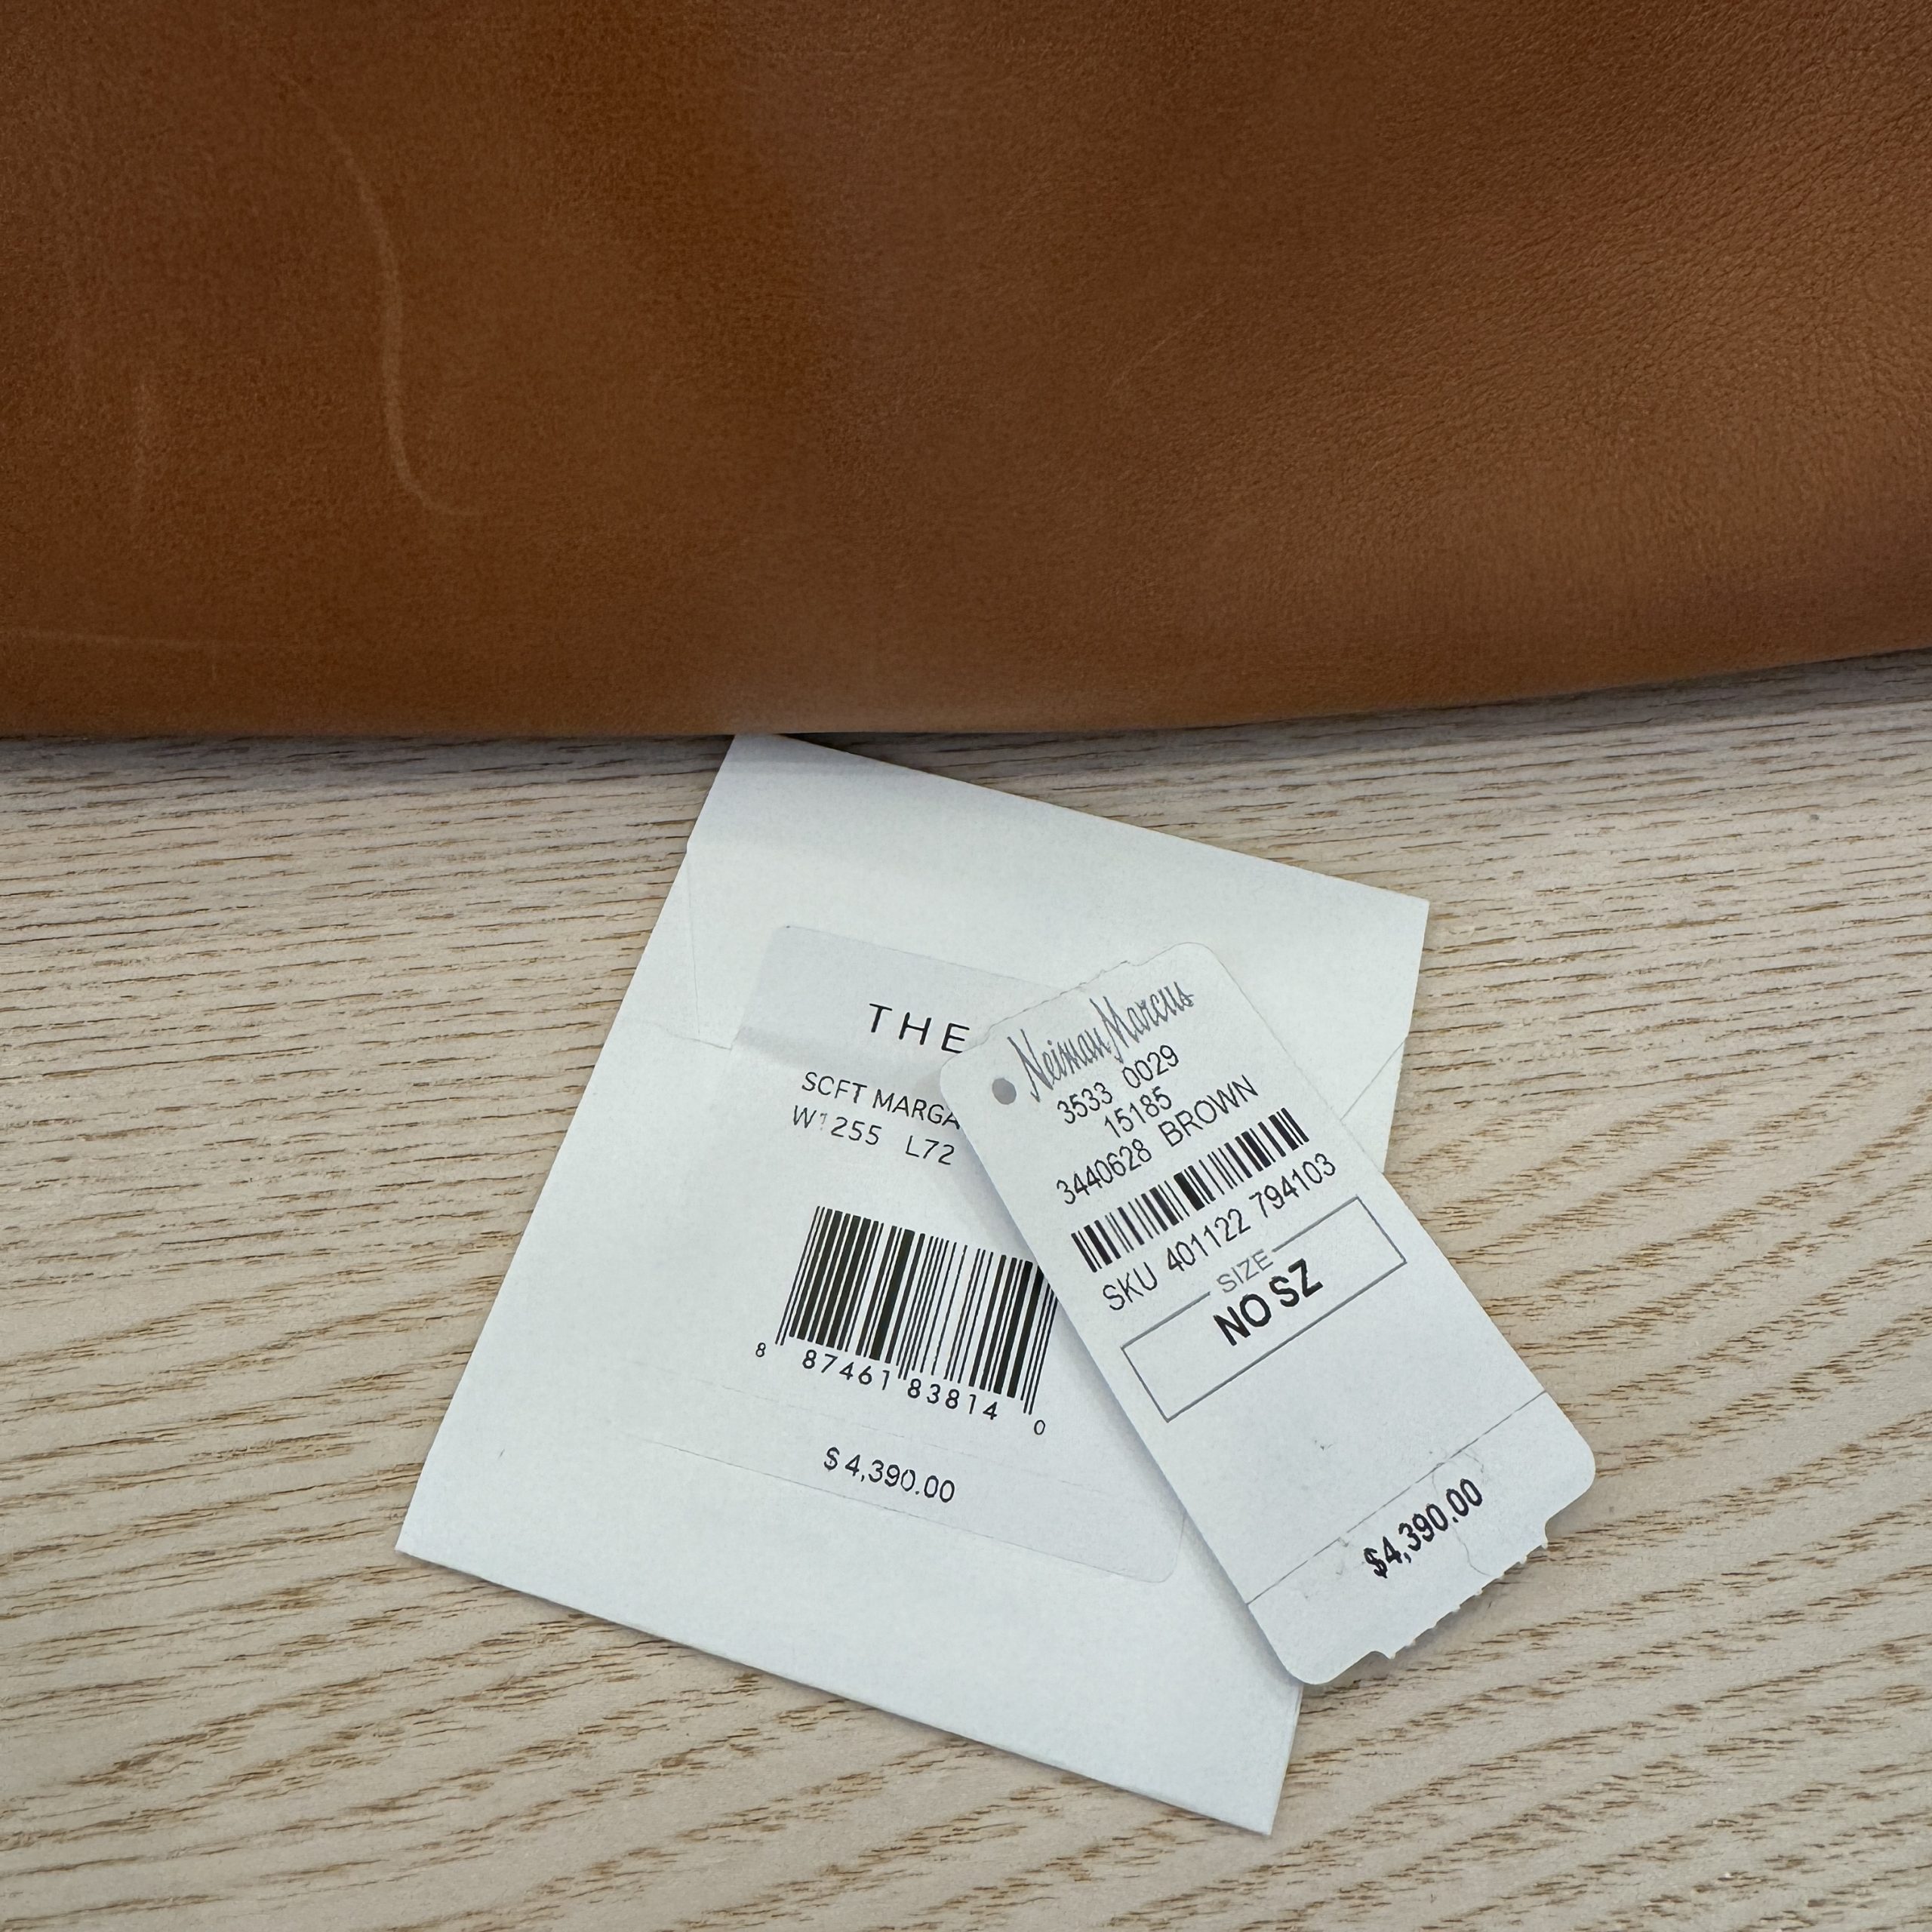 THE
SOFT MARGA
W1255 L72
8 87461 83814 0
$4,390.00
Neiman Marcus
3533 0029
15185
3440628 BROWN
SKU 401122 794103
SIZE
NO SZ
$4,390.00